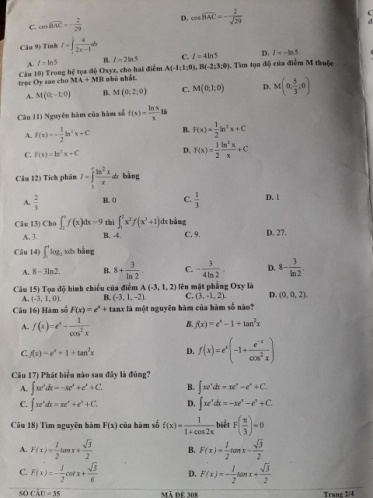 C. cos BAC = -2/29
D. cos BAC = -2/√29
Câu 9) Tính I = ∫ 4/(2x-1) dx
A. I = ln5
B. I = 2ln5
C. I = 4ln5
D. I = -ln5
Câu 10) Trong hệ tọa độ Oxyz, cho hai điểm A(-1;1;0), B(-2;3;0). Tìm tọa độ của điểm M thuộc
trục Oy sao cho MA + MB nhỏ nhất.
A. M(0;-1;0)
B. M(0;2;0)
C. M(0;1;0)
D. M(0;5/3;0)
Câu 11) Nguyên hàm của hàm số f(x) = lnx/x là
A. F(x) = -1/2 ln²x + C
B. F(x) = 1/2 ln²x + C
C. F(x) = ln²x + C
D. F(x) = 1/2 ln²x/x + C
Câu 12) Tích phân I = ∫ ln²x/x dx bằng
A. 2/3
B. 0
C. 1/3
D. 1
Câu 13) Cho ∫ f(x)dx = 9 thì ∫ x²f(x³+1)dx bằng
A. 3.
B. -4.
C. 9.
D. 27.
Câu 14) ∫ log₂ xdx bằng
A. 8 - 3ln2.
B. 8 + 3/ln2.
C. -3/4ln2.
D. 8 - 3/ln2.
Câu 15) Tọa độ hình chiếu của điểm A (-3, 1, 2) lên mặt phẳng Oxy là
A. (-3, 1, 0).
B. (-3, 1, -2).
C. (3, -1, 2).
D. (0, 0, 2).
Câu 16) Hàm số F(x) = eˣ + tanx là một nguyên hàm của hàm số nào?
A. f(x) = eˣ - 1/cos²x
B. f(x) = eˣ - 1 + tan²x
C. f(x) = eˣ + 1 + tan²x
D. f(x) = eˣ(-1 + e⁻ˣ/cos²x)
Câu 17) Phát biểu nào sau đây là đúng?
A. ∫xeˣdx = -xeˣ + eˣ + C.
B. ∫xeˣdx = xeˣ - eˣ + C.
C. ∫xeˣdx = xeˣ + eˣ + C.
D. ∫xeˣdx = -xeˣ - eˣ + C.
Câu 18) Tìm nguyên hàm F(x) của hàm số f(x) = 1/(1+cos2x) biết F(π/3) = 0
A. F(x) = 1/2 tanx + √3/2
B. F(x) = 1/2 tanx - √3/2
C. F(x) = -1/2 cotx + √3/6
D. F(x) = -1/2 tanx + √3/2
SỐ CÂU = 35
MÃ ĐỀ 308
Trang 2/4